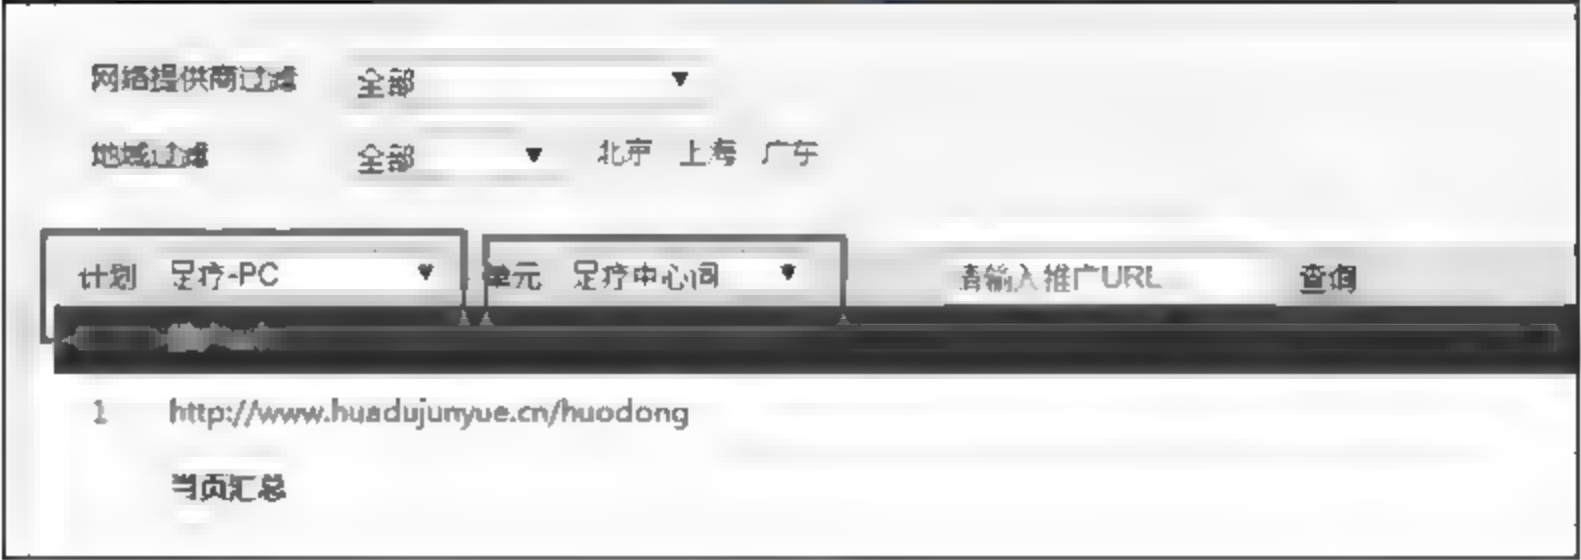 网络提供商过滤 全部
地域过滤 全部 北京 上海 广东
计划 足疗-PC 单元 足疗中心词 请输入推广URL 查询
1 http://www.huadujunyue.cn/huodong
当页汇总